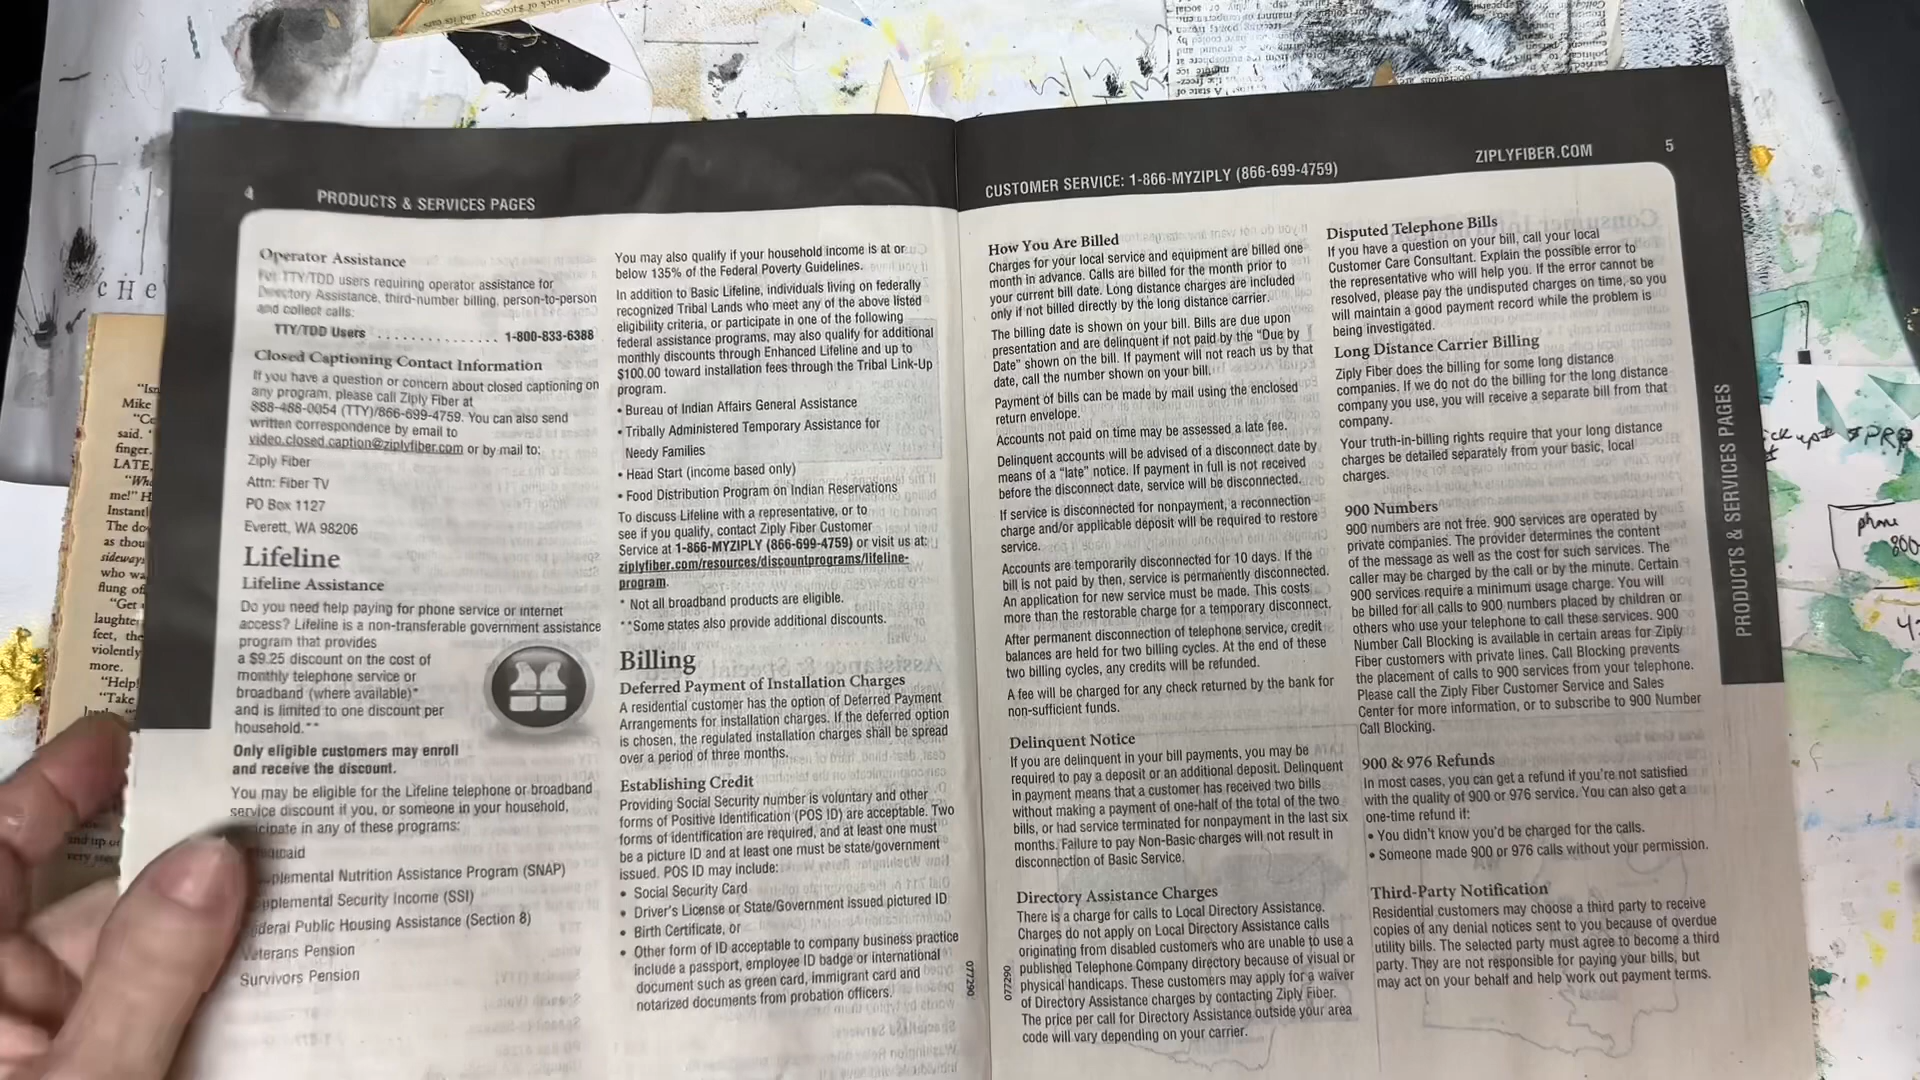 4 PRODUCTS & SERVICES PAGES
Operator Assistance
For TTY/TDD users requiring operator assistance for
Directory Assistance, third-number billing, person-to-person
and collect calls:
TTY/TDD Users . . . . . . . . . . . . . . . 1-800-833-6388
Closed Captioning Contact Information
If you have a question or concern about closed captioning on
any program, please call Ziply Fiber at
888-488-0054 (TTY)/866-699-4759. You can also send
written correspondence by email to
video.closed.caption@ziplyfiber.com or by mail to:
Ziply Fiber
Attn: Fiber TV
PO Box 1127
Everett, WA 98206
Lifeline
Lifeline Assistance
Do you need help paying for phone service or internet
access? Lifeline is a non-transferable government assistance
program that provides
a $9.25 discount on the cost of
monthly telephone service or
broadband (where available)*
and is limited to one discount per
household.**
Only eligible customers may enroll
and receive the discount.
You may be eligible for the Lifeline telephone or broadband
service discount if you, or someone in your household,
in any of these programs:
Nutrition Assistance Program (SNAP)
Security Income (SSI)
Public Housing Assistance (Section 8)
Veterans Pension
Survivors Pension
You may also qualify if your household income is at or
below 135% of the Federal Poverty Guidelines.
In addition to Basic Lifeline, individuals living on federally
recognized Tribal Lands who meet any of the above listed
eligibility criteria, or participate in one of the following
federal assistance programs, may also qualify for additional
monthly discounts through Enhanced Lifeline and up to
$100.00 toward installation fees through the Tribal Link-Up
program.
• Bureau of Indian Affairs General Assistance
• Tribally Administered Temporary Assistance for
Needy Families
• Head Start (income based only)
• Food Distribution Program on Indian Reservations
To discuss Lifeline with a representative, or to
see if you qualify, contact Ziply Fiber Customer
Service at 1-866-MYZIPLY (866-699-4759) or visit us at:
ziplyfiber.com/resources/discountprograms/lifeline-
program.
* Not all broadband products are eligible.
**Some states also provide additional discounts.
Billing
Deferred Payment of Installation Charges
A residential customer has the option of Deferred Payment
Arrangements for installation charges. If the deferred option
is chosen, the regulated installation charges shall be spread
over a period of three months.
Establishing Credit
Providing Social Security number is voluntary and other
forms of Positive Identification (POS ID) are acceptable. Two
forms of identification are required, and at least one must
be a picture ID and at least one must be state/government
issued. POS ID may include:
• Social Security Card
• Driver's License or State/Government issued pictured ID
• Birth Certificate, or
• Other form of ID acceptable to company business practice
include a passport, employee ID badge or international
document such as green card, immigrant card and
notarized documents from probation officers.
077290
CUSTOMER SERVICE: 1-866-MYZIPLY (866-699-4759) ZIPLYFIBER.COM 5
How You Are Billed
Charges for your local service and equipment are billed one
month in advance. Calls are billed for the month prior to
your current bill date. Long distance charges are included
only if not billed directly by the long distance carrier.
The billing date is shown on your bill. Bills are due upon
presentation and are delinquent if not paid by the "Due by
Date" shown on the bill. If payment will not reach us by that
date, call the number shown on your bill.
Payment of bills can be made by mail using the enclosed
return envelope.
Accounts not paid on time may be assessed a late fee.
Delinquent accounts will be advised of a disconnect date by
means of a "late" notice. If payment in full is not received
before the disconnect date, service will be disconnected.
If service is disconnected for nonpayment, a reconnection
charge and/or applicable deposit will be required to restore
service.
Accounts are temporarily disconnected for 10 days. If the
bill is not paid by then, service is permanently disconnected.
An application for new service must be made. This costs
more than the restorable charge for a temporary disconnect.
After permanent disconnection of telephone service, credit
balances are held for two billing cycles. At the end of these
two billing cycles, any credits will be refunded.
A fee will be charged for any check returned by the bank for
non-sufficient funds.
Delinquent Notice
If you are delinquent in your bill payments, you may be
required to pay a deposit or an additional deposit. Delinquent
in payment means that a customer has received two bills
without making a payment of one-half of the total of the two
bills, or had service terminated for nonpayment in the last six
months. Failure to pay Non-Basic charges will not result in
disconnection of Basic Service.
Directory Assistance Charges
There is a charge for calls to Local Directory Assistance.
Charges do not apply on Local Directory Assistance calls
originating from disabled customers who are unable to use a
published Telephone Company directory because of visual or
physical handicaps. These customers may apply for a waiver
of Directory Assistance charges by contacting Ziply Fiber.
The price per call for Directory Assistance outside your area
code will vary depending on your carrier.
077290
Disputed Telephone Bills
If you have a question on your bill, call your local
Customer Care Consultant. Explain the possible error to
the representative who will help you. If the error cannot be
resolved, please pay the undisputed charges on time, so you
will maintain a good payment record while the problem is
being investigated.
Long Distance Carrier Billing
Ziply Fiber does the billing for some long distance
companies. If we do not do the billing for the long distance
company you use, you will receive a separate bill from that
company.
Your truth-in-billing rights require that your long distance
charges be detailed separately from your basic, local
charges.
900 Numbers
900 numbers are not free. 900 services are operated by
private companies. The provider determines the content
of the message as well as the cost for such services. The
caller may be charged by the call or by the minute. Certain
900 services require a minimum usage charge. You will
be billed for all calls to 900 numbers placed by children or
others who use your telephone to call these services. 900
Number Call Blocking is available in certain areas for Ziply
Fiber customers with private lines. Call Blocking prevents
the placement of calls to 900 services from your telephone.
Please call the Ziply Fiber Customer Service and Sales
Center for more information, or to subscribe to 900 Number
Call Blocking.
900 & 976 Refunds
In most cases, you can get a refund if you're not satisfied
with the quality of 900 or 976 service. You can also get a
one-time refund if:
• You didn't know you'd be charged for the calls.
• Someone made 900 or 976 calls without your permission.
Third-Party Notification
Residential customers may choose a third party to receive
copies of any denial notices sent to you because of overdue
utility bills. The selected party must agree to become a third
party. They are not responsible for paying your bills, but
may act on your behalf and help work out payment terms.
PRODUCTS & SERVICES PAGES
Mike
said.
finger.
LATE,
me!" H
The do
as thou
sideways
who wa
flung of
"Get
feet, the
violently
more.
"Help!
"Take
phone
800